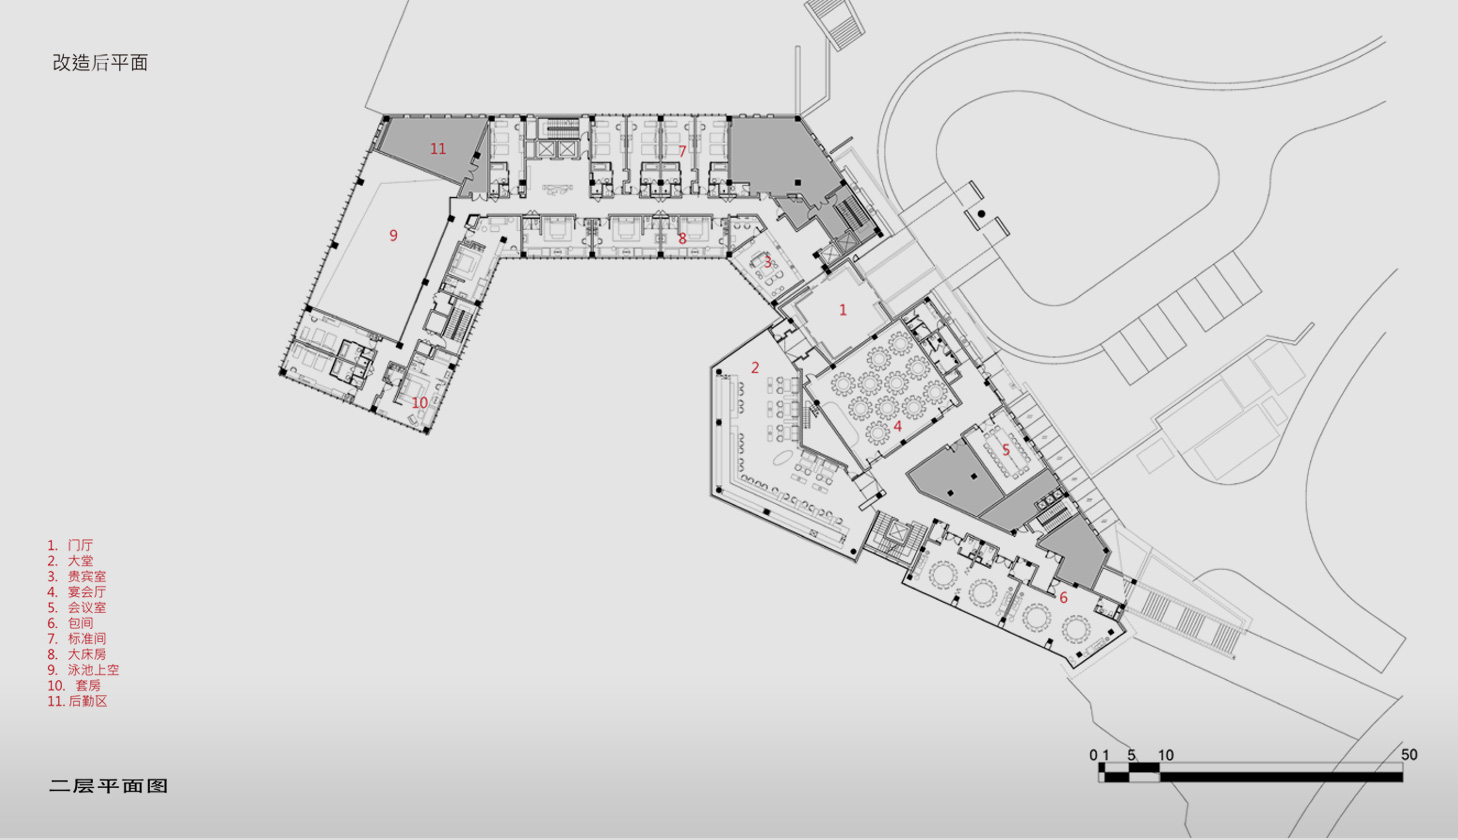 改造后平面
11
7
9
8
3
1
2
10
4
5
6
1. 门厅
2. 大堂
3. 贵宾室
4. 宴会厅
5. 会议室
6. 包间
7. 标准间
8. 大床房
9. 泳池上空
10. 套房
11. 后勤区
0 1 5 10 50
二层平面图